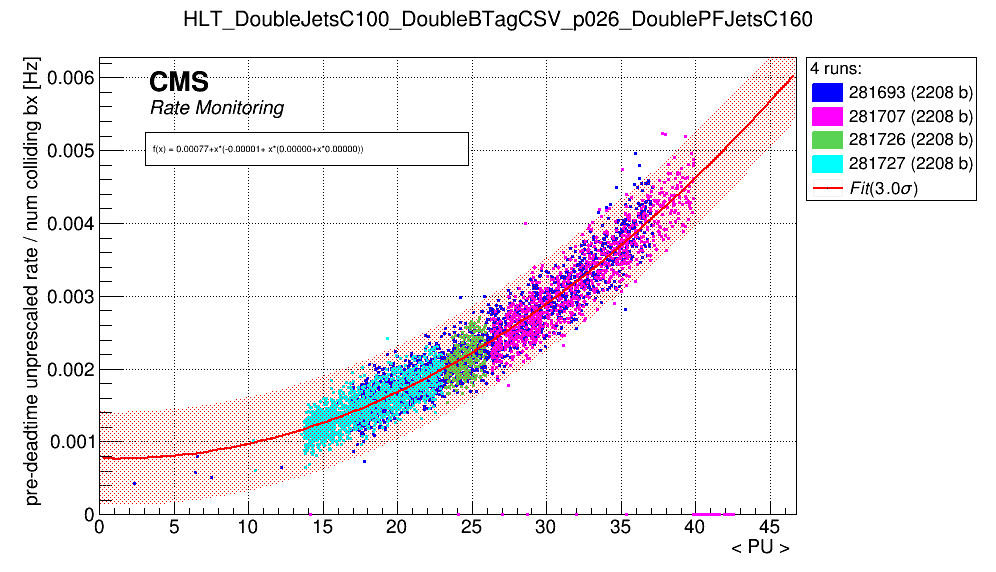 HLT_DoubleJetsC100_DoubleBTagCSV_p026_DoublePFJetsC160
pre-deadtime unprescaled rate / num colliding bx [Hz]
CMS
Rate Monitoring
f(x) = 0.00077+x*(-0.00001+ x*(0.00000+x*0.00000))
4 runs:
281693 (2208 b)
281707 (2208 b)
281726 (2208 b)
281727 (2208 b)
Fit(3.0σ)
0.006
0.005
0.004
0.003
0.002
0.001
0
0 5 10 15 20 25 30 35 40 45
< PU >